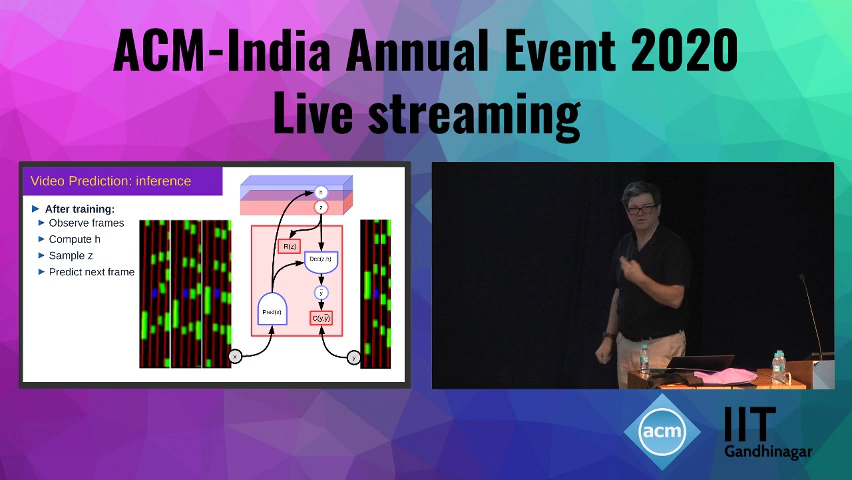 ACM-India Annual Event 2020
Live streaming
Video Prediction: inference
After training:
Observe frames
Compute h
Sample z
Predict next frame
h
z
R(z)
Dec(z,h)
ȳ
Pred(x)
C(y,ȳ)
x
y
acm
IIT
Gandhinagar